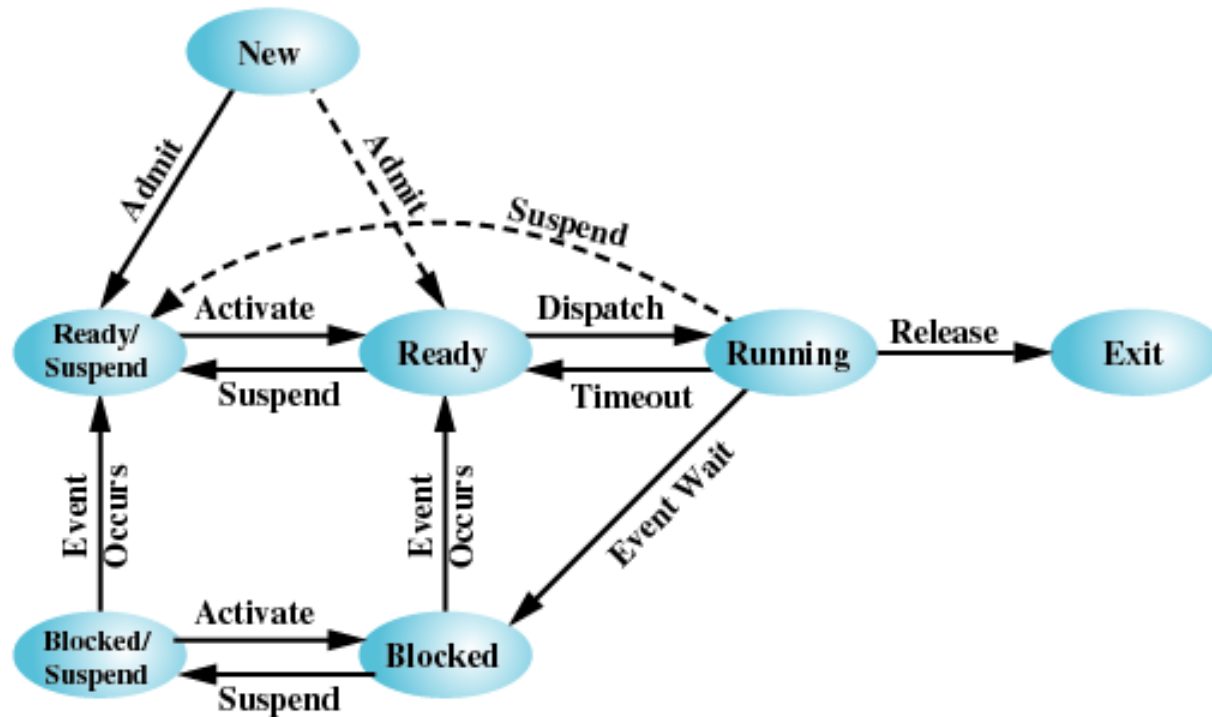 New
Admit
Admit
Suspend
Ready/
Suspend
Activate
Suspend
Ready
Dispatch
Timeout
Running
Release
Exit
Event
Occurs
Event
Occurs
Event Wait
Blocked/
Suspend
Activate
Suspend
Blocked